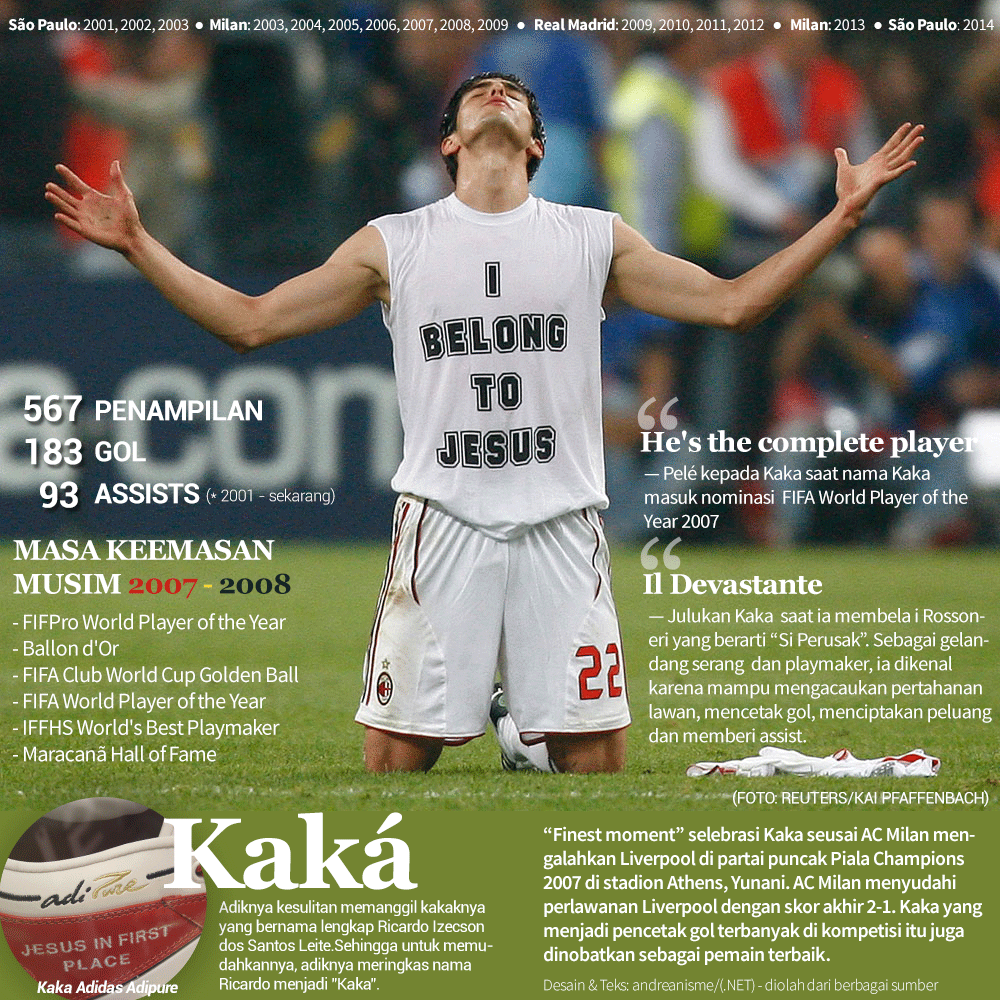 São Paulo: 2001, 2002, 2003 ● Milan: 2003, 2004, 2005, 2006, 2007, 2008, 2009 ● Real Madrid: 2009, 2010, 2011, 2012 ● Milan: 2013 ● São Paulo: 2014
I
BELONG
TO
JESUS
a.com
567 PENAMPILAN
183 GOL
93 ASSISTS (* 2001 - sekarang)
MASA KEEMASAN
MUSIM 2007 - 2008
- FIFPro World Player of the Year
- Ballon d'Or
- FIFA Club World Cup Golden Ball
- FIFA World Player of the Year
- IFFHS World's Best Playmaker
- Maracanã Hall of Fame
“
He's the complete player
— Pelé kepada Kaka saat nama Kaka
masuk nominasi FIFA World Player of the
Year 2007
“
Il Devastante
— Julukan Kaka saat ia membela i Rosson-
eri yang berarti “Si Perusak”. Sebagai gelan-
dang serang dan playmaker, ia dikenal
karena mampu mengacaukan pertahanan
lawan, mencetak gol, menciptakan peluang
dan memberi assist.
22
(FOTO: REUTERS/KAI PFAFFENBACH)
adiPure
JESUS IN FIRST
PLACE
Kaka Adidas Adipure
Kaká
Adiknya kesulitan memanggil kakaknya
yang bernama lengkap Ricardo Izecson
dos Santos Leite.Sehingga untuk memu-
dahkannya, adiknya meringkas nama
Ricardo menjadi "Kaka".
“Finest moment” selebrasi Kaka seusai AC Milan men-
galahkan Liverpool di partai puncak Piala Champions
2007 di stadion Athens, Yunani. AC Milan menyudahi
perlawanan Liverpool dengan skor akhir 2-1. Kaka yang
menjadi pencetak gol terbanyak di kompetisi itu juga
dinobatkan sebagai pemain terbaik.
Desain & Teks: andreanisme/(.NET) - diolah dari berbagai sumber